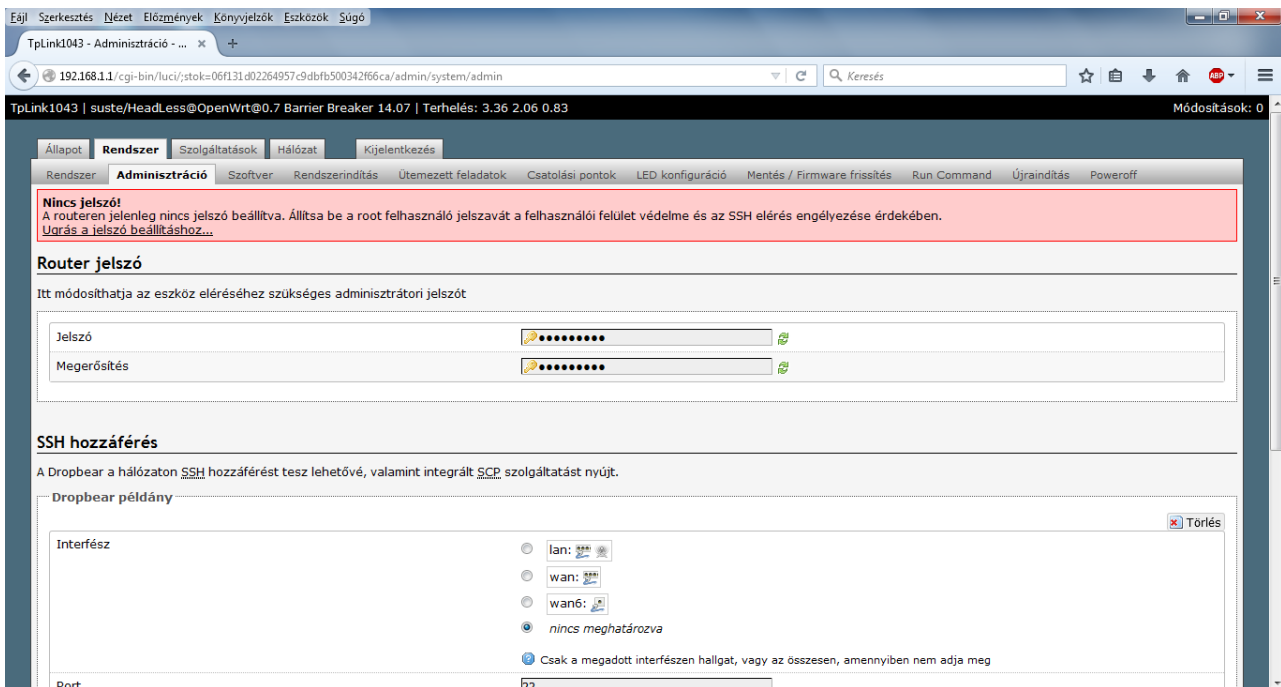 Fájl Szerkesztés Nézet Előzmények Könyvjelzők Eszközök Súgó
TpLink1043 - Adminisztráció - ...
192.168.1.1/cgi-bin/luci/;stok=06f131d02264957c9dbfb500342f66ca/admin/system/admin
Keresés
ABP
TpLink1043 | suste/HeadLess@OpenWrt@0.7 Barrier Breaker 14.07 | Terhelés: 3.36 2.06 0.83 Módosítások: 0
Állapot Rendszer Szolgáltatások Hálózat Kijelentkezés
Rendszer Adminisztráció Szoftver Rendszerindítás Ütemezett feladatok Csatolási pontok LED konfiguráció Mentés / Firmware frissítés Run Command Újraindítás Poweroff
Nincs jelszó!
A routeren jelenleg nincs jelszó beállítva. Állítsa be a root felhasználó jelszavát a felhasználói felület védelme és az SSH elérés engélyezése érdekében.
Ugrás a jelszó beállításhoz...
Router jelszó
Itt módosíthatja az eszköz eléréséhez szükséges adminisztrátori jelszót
Jelszó ●●●●●●●●●
Megerősítés ●●●●●●●●●
SSH hozzáférés
A Dropbear a hálózaton SSH hozzáférést tesz lehetővé, valamint integrált SCP szolgáltatást nyújt.
Dropbear példány
Törlés
Interfész
lan:
wan:
wan6:
nincs meghatározva
Csak a megadott interfészen hallgat, vagy az összesen, amennyiben nem adja meg
Port 22